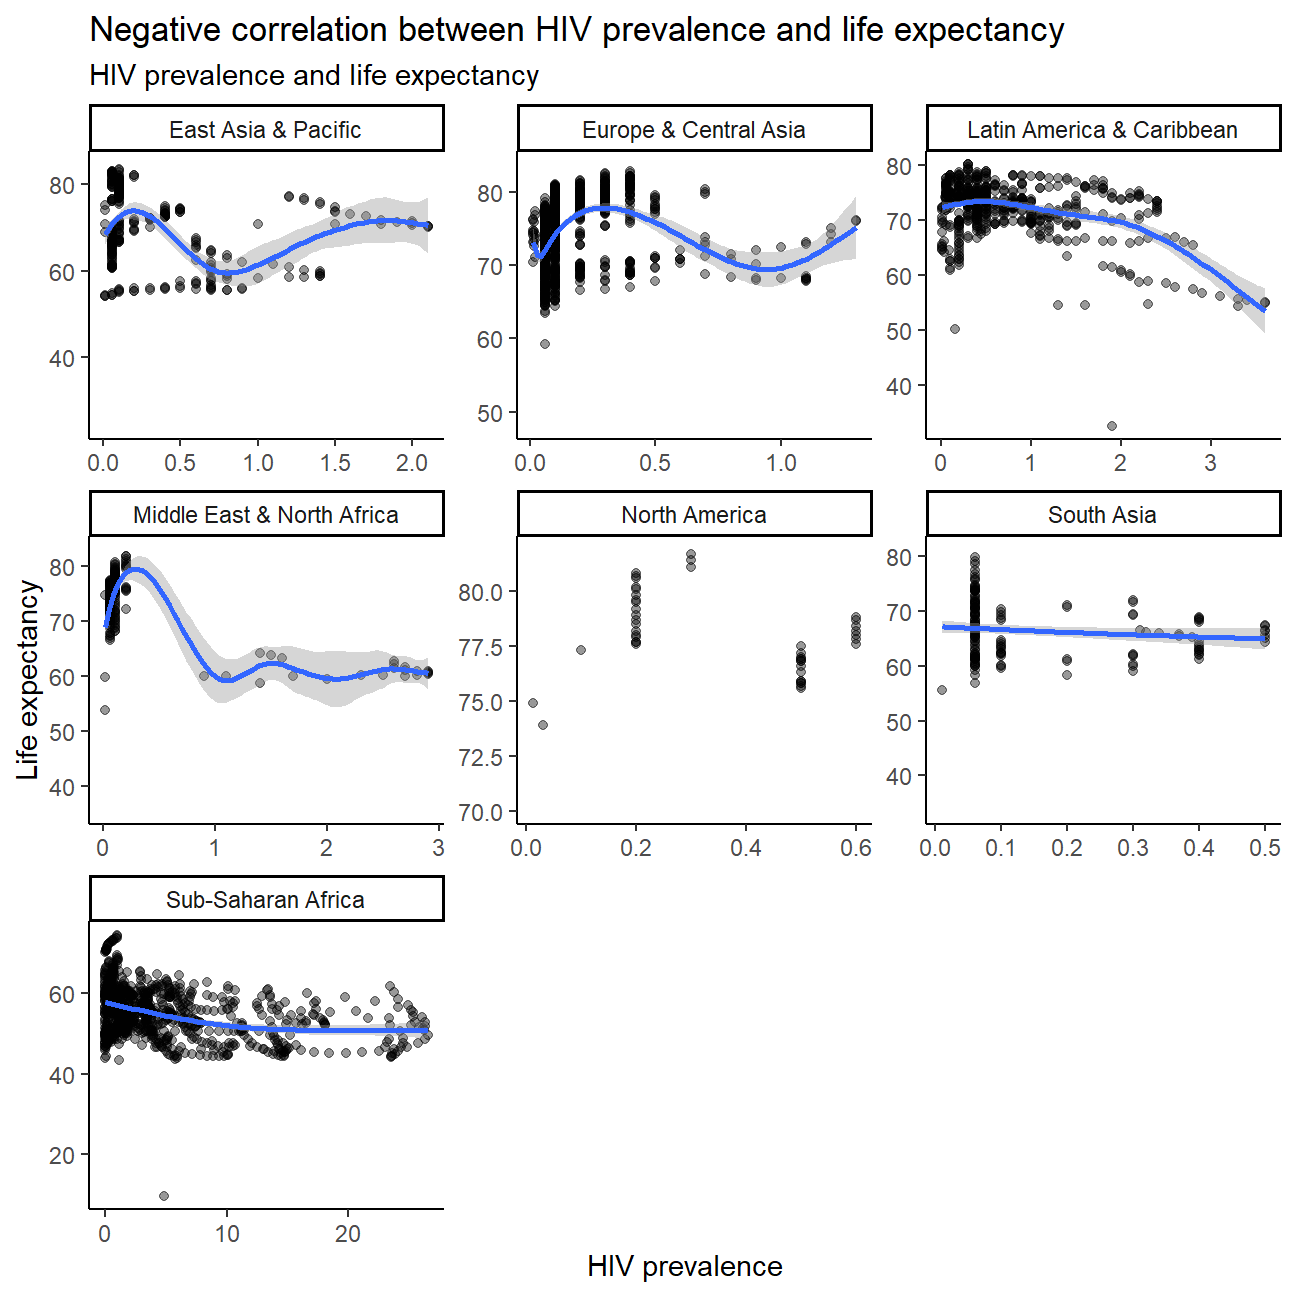 Negative correlation between HIV prevalence and life expectancy
HIV prevalence and life expectancy
East Asia & Pacific
Europe & Central Asia
Latin America & Caribbean
80
60
40
0.0 0.5 1.0 1.5 2.0
80
70
60
50
0.0 0.5 1.0
80
70
60
50
40
0 1 2 3
Life expectancy
Middle East & North Africa
North America
South Asia
80
70
60
50
40
0 1 2 3
80.0
77.5
75.0
72.5
70.0
0.0 0.2 0.4 0.6
80
70
60
50
40
0.0 0.1 0.2 0.3 0.4 0.5
Sub-Saharan Africa
60
40
20
0 10 20
HIV prevalence